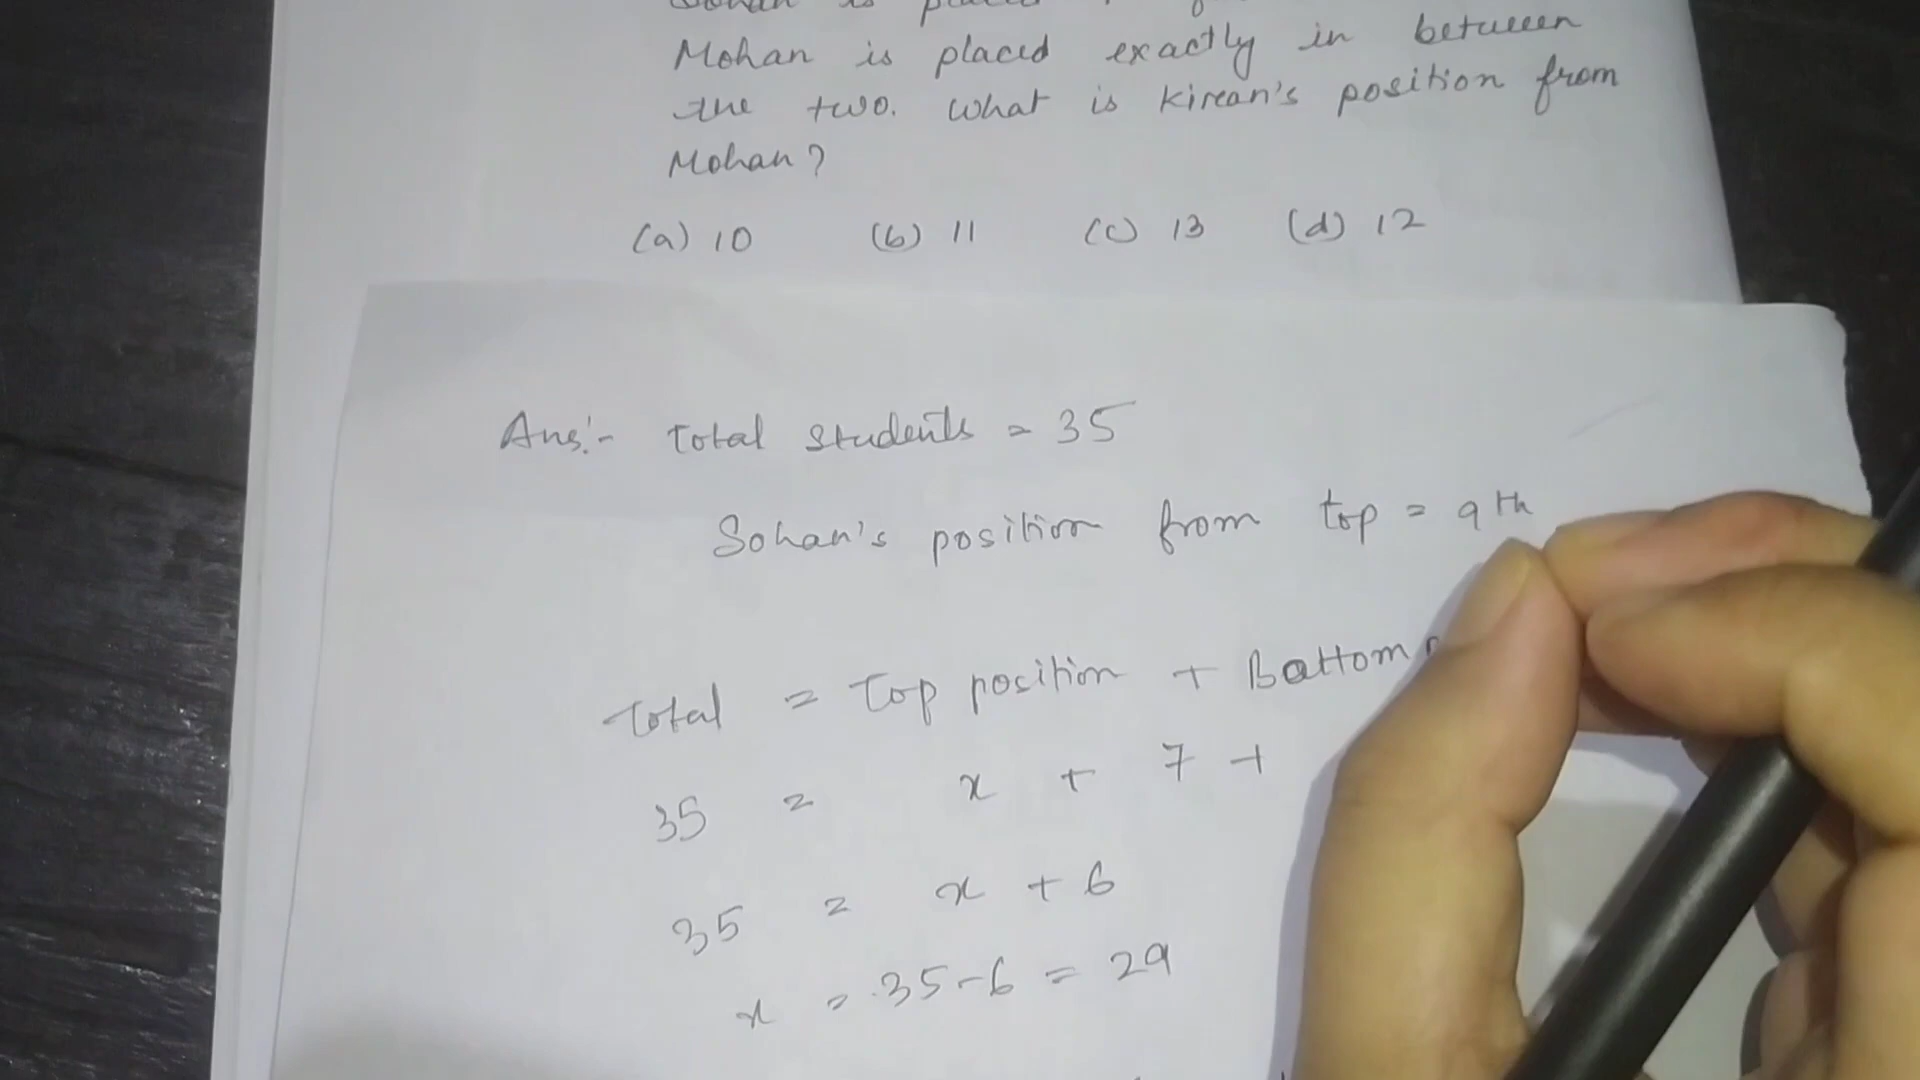 is placed
Mohan is placed exactly in between
the two. What is Kiran's position from
Mohan?
(a) 10 (b) 11 (c) 13 (d) 12
Ans:- Total Students = 35
Sohan's position from top = 9th
Total = Top position + Bottom
35 = x + 7 +
35 = x + 6
x = 35-6 = 29